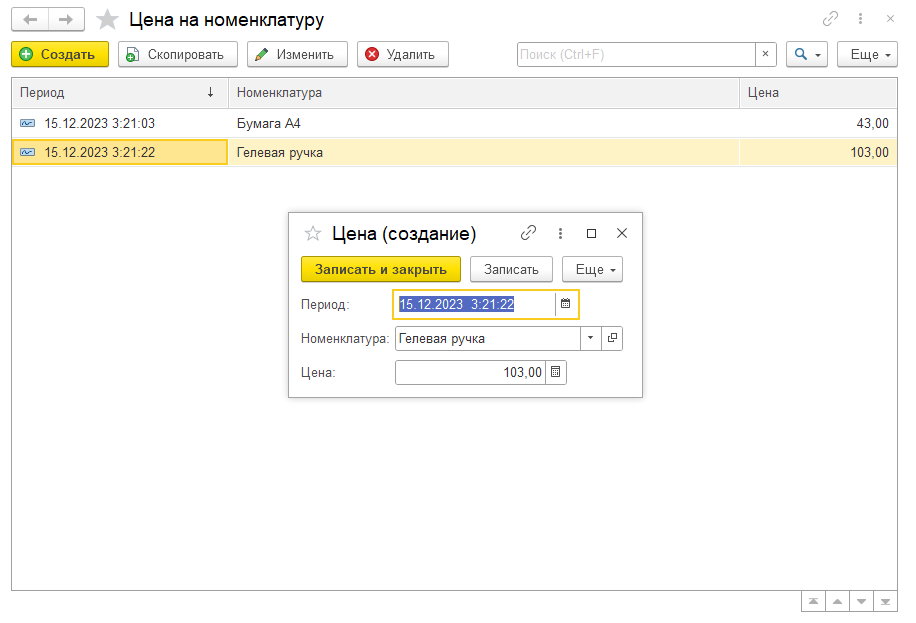 Цена на номенклатуру
Создать Скопировать Изменить Удалить Поиск (Ctrl+F) × Еще
Период ↓ Номенклатура Цена
15.12.2023 3:21:03 Бумага А4 43,00
15.12.2023 3:21:22 Гелевая ручка 103,00
Цена (создание)
Записать и закрыть Записать Еще
Период: 15.12.2023 3:21:22
Номенклатура: Гелевая ручка
Цена: 103,00